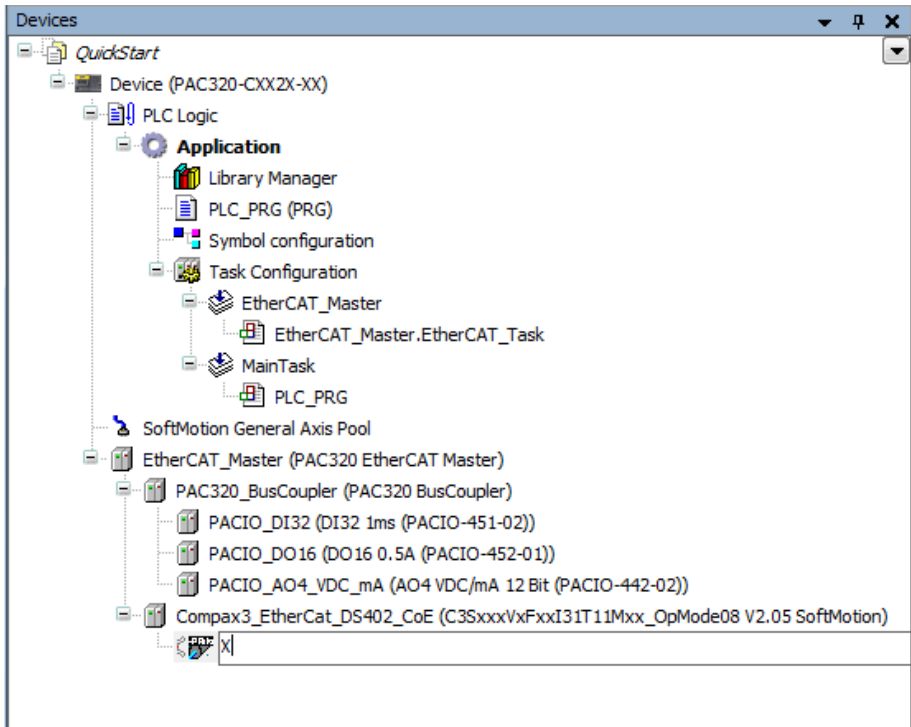 Devices
QuickStart
Device (PAC320-CXX2X-XX)
PLC Logic
Application
Library Manager
PLC_PRG (PRG)
Symbol configuration
Task Configuration
EtherCAT_Master
EtherCAT_Master.EtherCAT_Task
MainTask
PLC_PRG
SoftMotion General Axis Pool
EtherCAT_Master (PAC320 EtherCAT Master)
PAC320_BusCoupler (PAC320 BusCoupler)
PACIO_DI32 (DI32 1ms (PACIO-451-02))
PACIO_DO16 (DO16 0.5A (PACIO-452-01))
PACIO_AO4_VDC_mA (AO4 VDC/mA 12 Bit (PACIO-442-02))
Compax3_EtherCat_DS402_CoE (C3SxxxVxFxxI31T11Mxx_OpMode08 V2.05 SoftMotion)
X